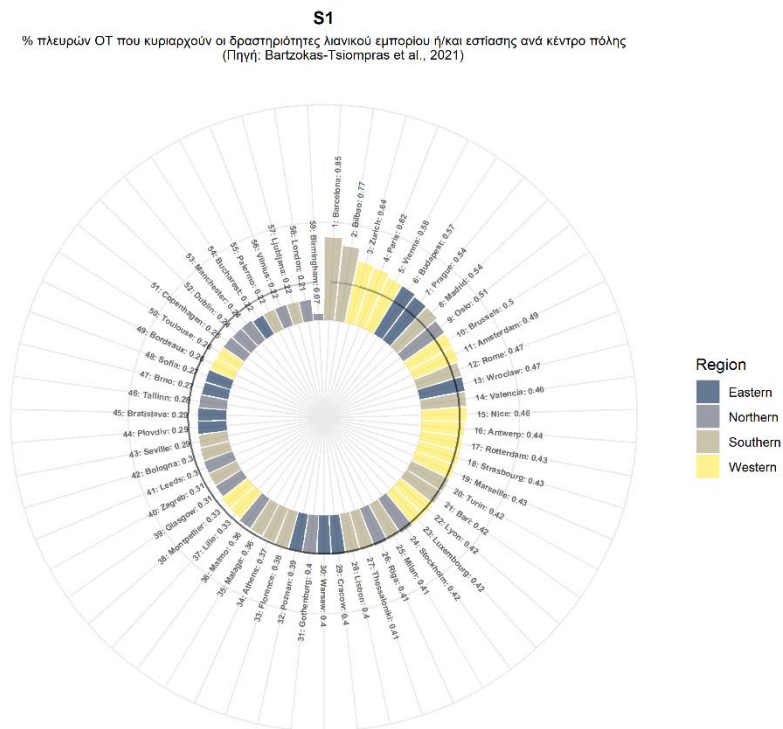 S1
% πλευρών ΟΤ που κυριαρχούν οι δραστηριότητες λιανικού εμπορίου ή/και εστίασης ανά κέντρο πόλης
(Πηγή: Bartzokas-Tsiompras et al., 2021)
1: Barcelona: 0.85
2: Bilbao: 0.77
3: Zurich: 0.64
4: Paris: 0.62
5: Vienna: 0.58
6: Budapest: 0.57
7: Prague: 0.54
8: Madrid: 0.54
9: Oslo: 0.51
10: Brussels: 0.5
11: Amsterdam: 0.49
12: Rome: 0.47
13: Wroclaw: 0.47
14: Valencia: 0.46
15: Nice: 0.46
16: Antwerp: 0.44
17: Rotterdam: 0.43
18: Strasbourg: 0.43
19: Marseille: 0.43
20: Turin: 0.42
21: Bari: 0.42
22: Lyon: 0.42
23: Luxembourg: 0.42
24: Stockholm: 0.42
25: Milan: 0.41
26: Riga: 0.41
27: Thessaloniki: 0.41
28: Lisbon: 0.4
29: Cracow: 0.4
30: Warsaw: 0.4
31: Gothenburg: 0.4
32: Poznan: 0.39
33: Florence: 0.38
34: Athens: 0.37
35: Malaga: 0.36
36: Malmo: 0.36
37: Lille: 0.33
38: Montpellier: 0.33
39: Glasgow: 0.31
40: Zagreb: 0.31
41: Leeds: 0.3
42: Bologna: 0.3
43: Seville: 0.29
44: Plovdiv: 0.29
45: Bratislava: 0.29
46: Tallinn: 0.28
47: Brno: 0.27
48: Sofia: 0.27
49: Bordeaux: 0.26
50: Toulouse: 0.26
51: Copenhagen: 0.25
52: Dublin: 0.24
53: Manchester: 0.24
54: Bucharest: 0.22
55: Palermo: 0.22
56: Vilnius: 0.22
57: Ljubljana: 0.22
58: London: 0.21
59: Birmingham: 0.07
Region
Eastern
Northern
Southern
Western